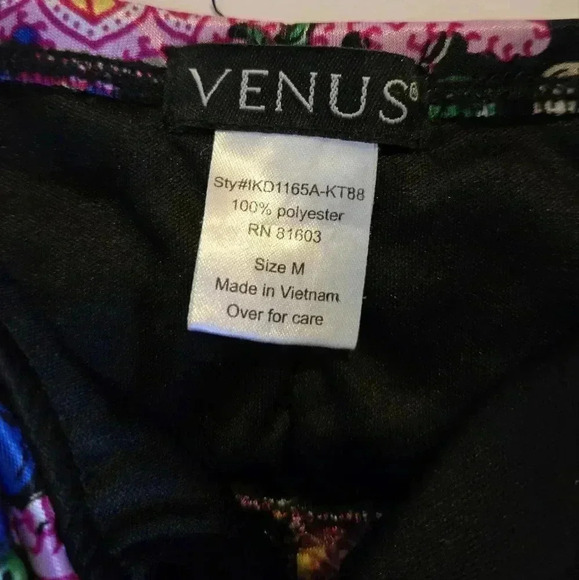 VENUS®
Sty#IKD1165A-KT88
100% polyester
RN 81603
Size M
Made in Vietnam
Over for care